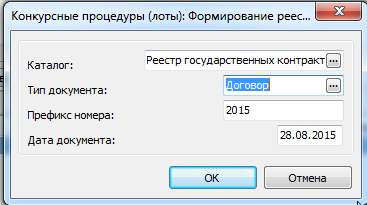 Конкурсные процедуры (лоты): Формирование реес...
Каталог: Реестр государственных контракт ...
Тип документа: Договор ...
Префикс номера: 2015
Дата документа: 28.08.2015
OK Отмена